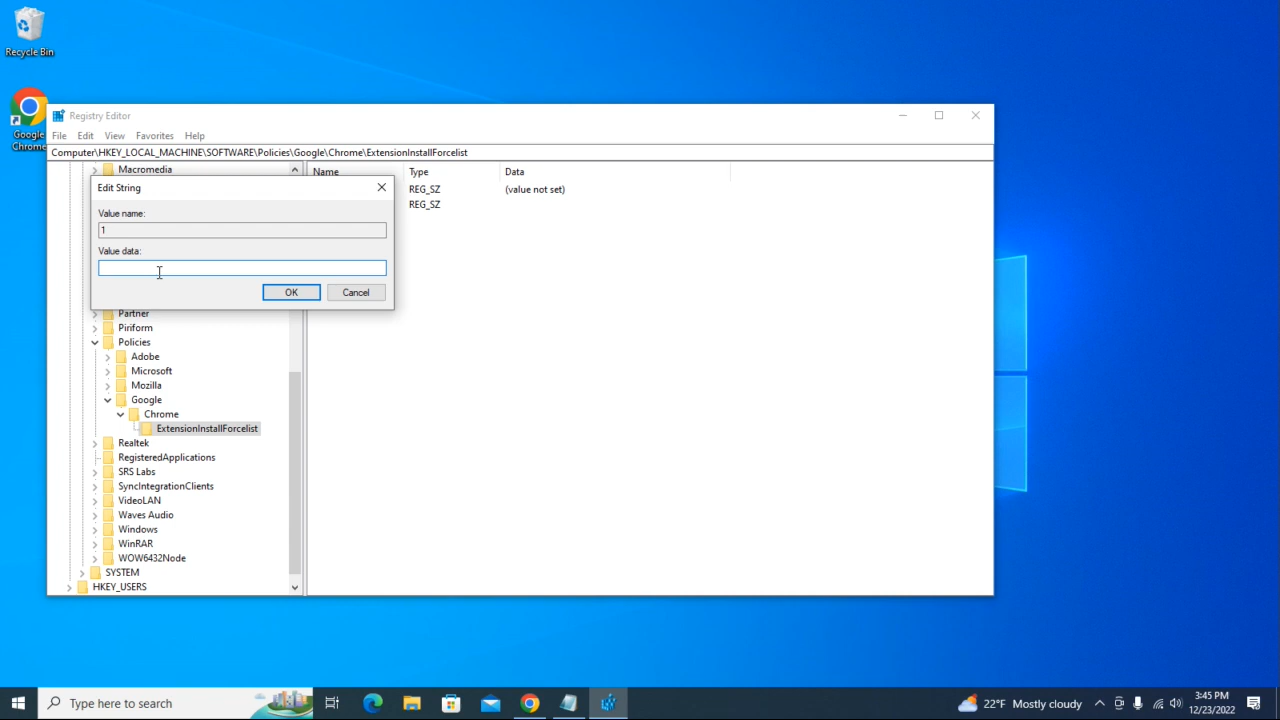 Recycle Bin
Google
Chrome
Registry Editor
File Edit View Favorites Help
Computer\HKEY_LOCAL_MACHINE\SOFTWARE\Policies\Google\Chrome\ExtensionInstallForcelist
Macromedia
Name Type Data
REG_SZ (value not set)
REG_SZ
Edit String
Value name:
1
Value data:
OK Cancel
Partner
Piriform
Policies
Adobe
Microsoft
Mozilla
Google
Chrome
ExtensionInstallForcelist
Realtek
RegisteredApplications
SRS Labs
SyncIntegrationClients
VideoLAN
Waves Audio
Windows
WinRAR
WOW6432Node
SYSTEM
HKEY_USERS
Type here to search
22°F Mostly cloudy
3:45 PM
12/23/2022